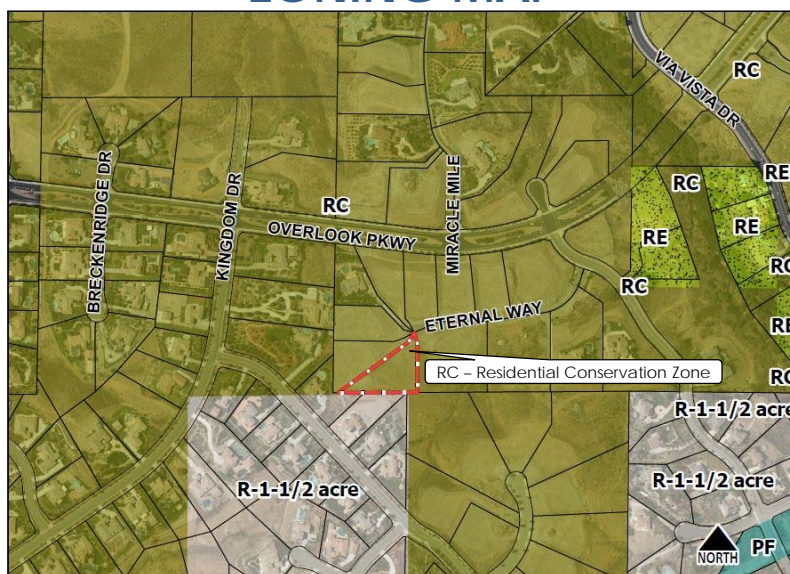 ZONING MAP
VIA VISTA DR
RC
BRECKENRIDGE DR
KINGDOM DR
RC
OVERLOOK PKWY
MIRACLE MILE
RC
RE
RE
RE
RC
RC
ETERNAL WAY
RE
RC – Residential Conservation Zone
RC
R-1-1/2 acre
R-1-1/2 acre
R-1-1/2 acre
NORTH
PF